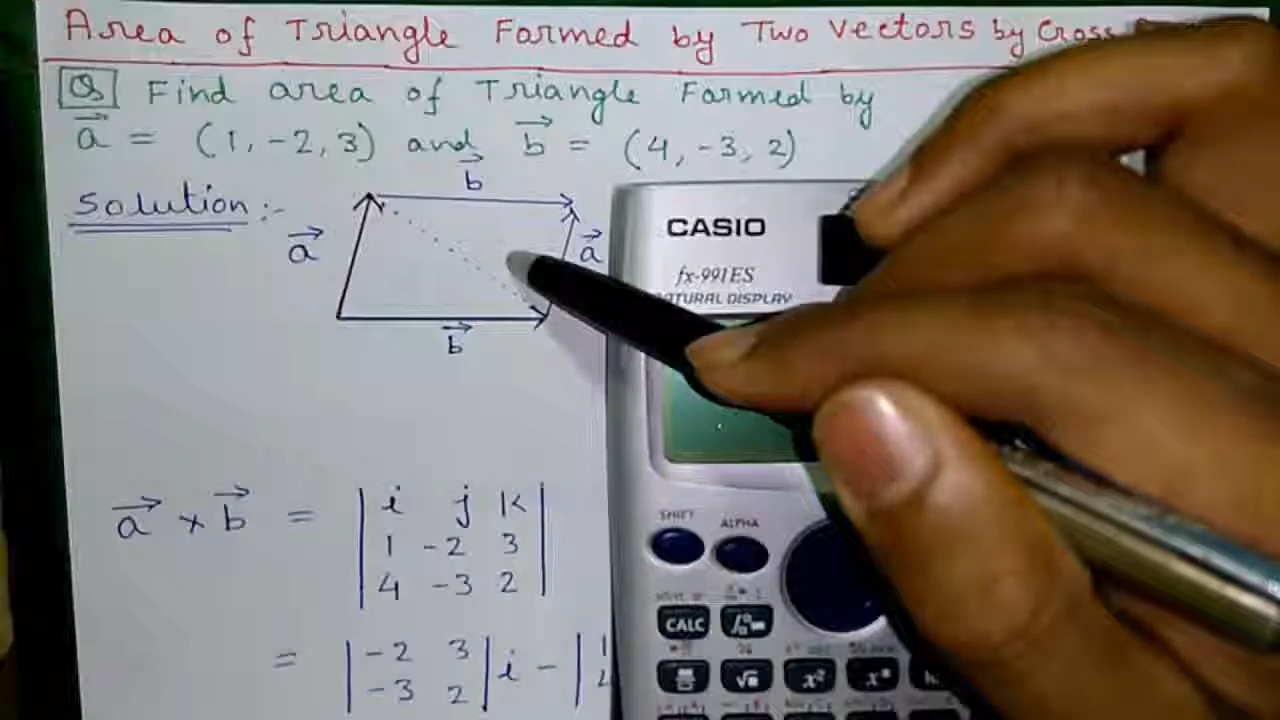 Area of Triangle Formed by Two Vectors by Cross
Q Find area of Triangle Formed by
a = (1, -2, 3) and b = (4, -3, 2)
Solution :-
b
a
a
b
CASIO
fx-991ES
NATURAL DISPLAY
a × b = | i j k |
| 1 -2 3 |
| 4 -3 2 |
SHIFT ALPHA
CALC
= | -2 3 | i - | 1
| -3 2 |
√ x²